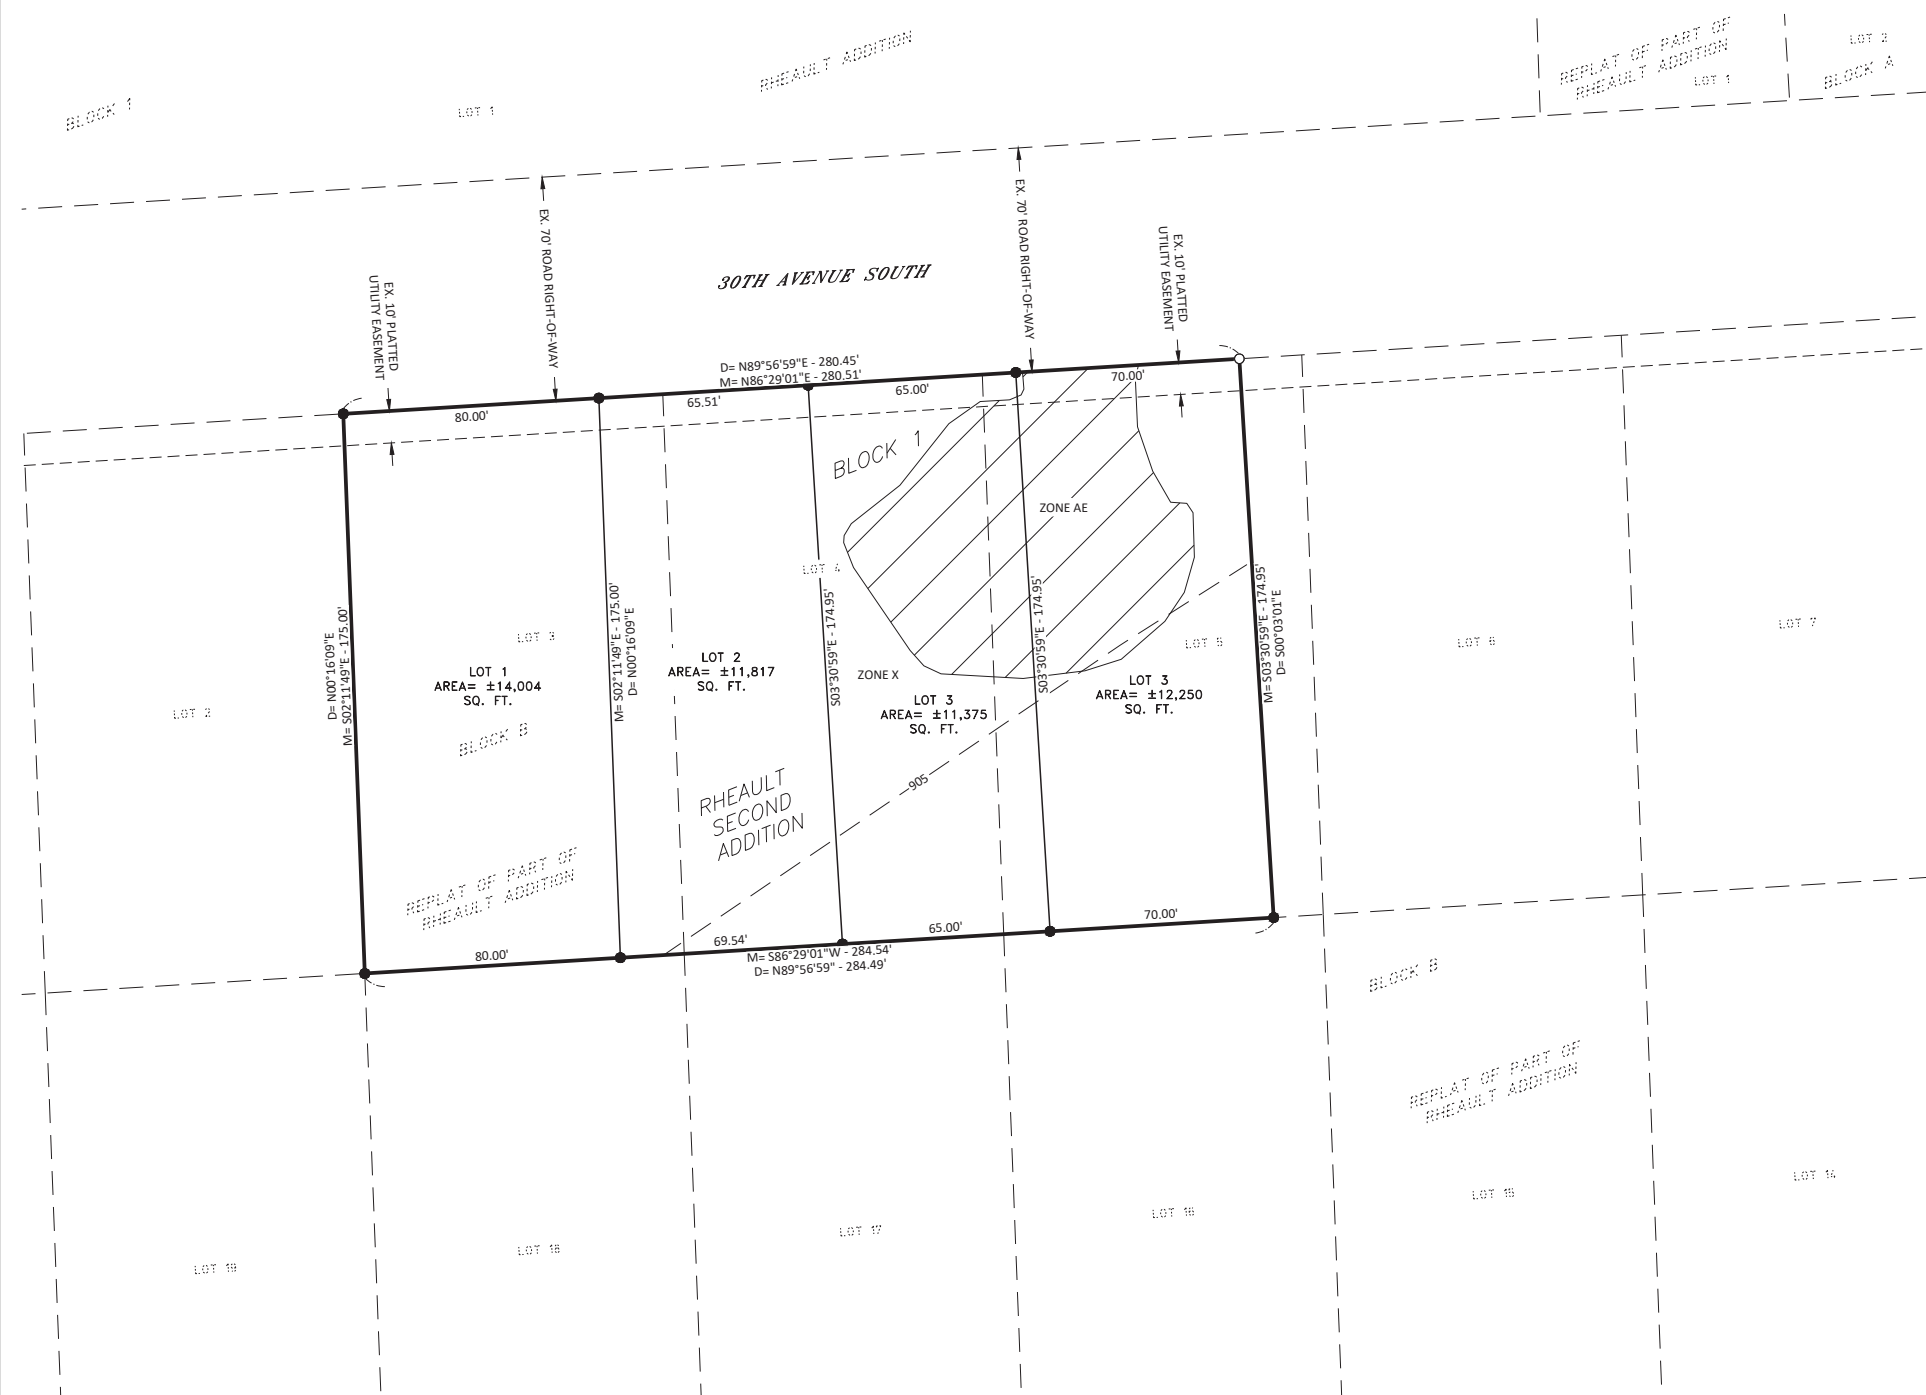 RHEAULT ADDITION
BLOCK 1
LOT 1
REPLAT OF PART OF
RHEAULT ADDITION
LOT 1
LOT 2
BLOCK A
EX. 70' ROAD RIGHT-OF-WAY
EX. 70' ROAD RIGHT-OF-WAY
30TH AVENUE SOUTH
EX. 10' PLATTED
UTILITY EASEMENT
EX. 10' PLATTED
UTILITY EASEMENT
D= N89°56'59"E - 280.45'
M= N86°29'01"E - 280.51'
80.00'
65.51'
65.00'
70.00'
BLOCK 1
ZONE AE
LOT 4
D= N00°16'09"E
M= S02°11'49"E - 175.00'
M= S02°11'49"E - 175.00'
D= N00°16'09"E
S03°30'59"E - 174.95'
S03°30'59"E - 174.95'
M= S03°30'59"E - 174.95'
D= S00°03'01"E
LOT 2
LOT 3
LOT 1
AREA= ±14,004
SQ. FT.
BLOCK B
LOT 2
AREA= ±11,817
SQ. FT.
ZONE X
LOT 3
AREA= ±11,375
SQ. FT.
LOT 5
LOT 3
AREA= ±12,250
SQ. FT.
LOT 6
LOT 7
905
RHEAULT
SECOND
ADDITION
REPLAT OF PART OF
RHEAULT ADDITION
80.00'
69.54'
65.00'
70.00'
M= S86°29'01"W - 284.54'
D= N89°56'59" - 284.49'
BLOCK B
REPLAT OF PART OF
RHEAULT ADDITION
LOT 19
LOT 18
LOT 17
LOT 16
LOT 15
LOT 14